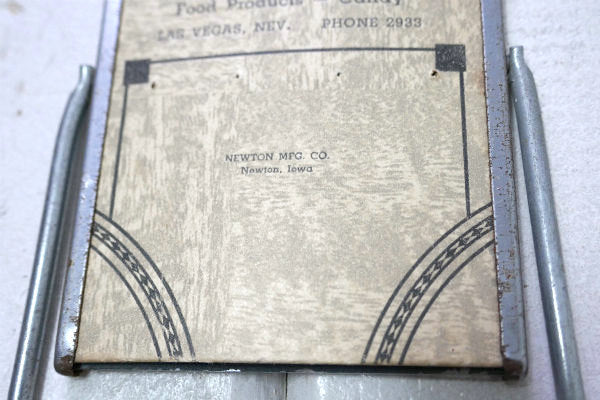 Food Products – Candy
LAS VEGAS, NEV. PHONE 2933
NEWTON MFG. CO.
Newton, Iowa